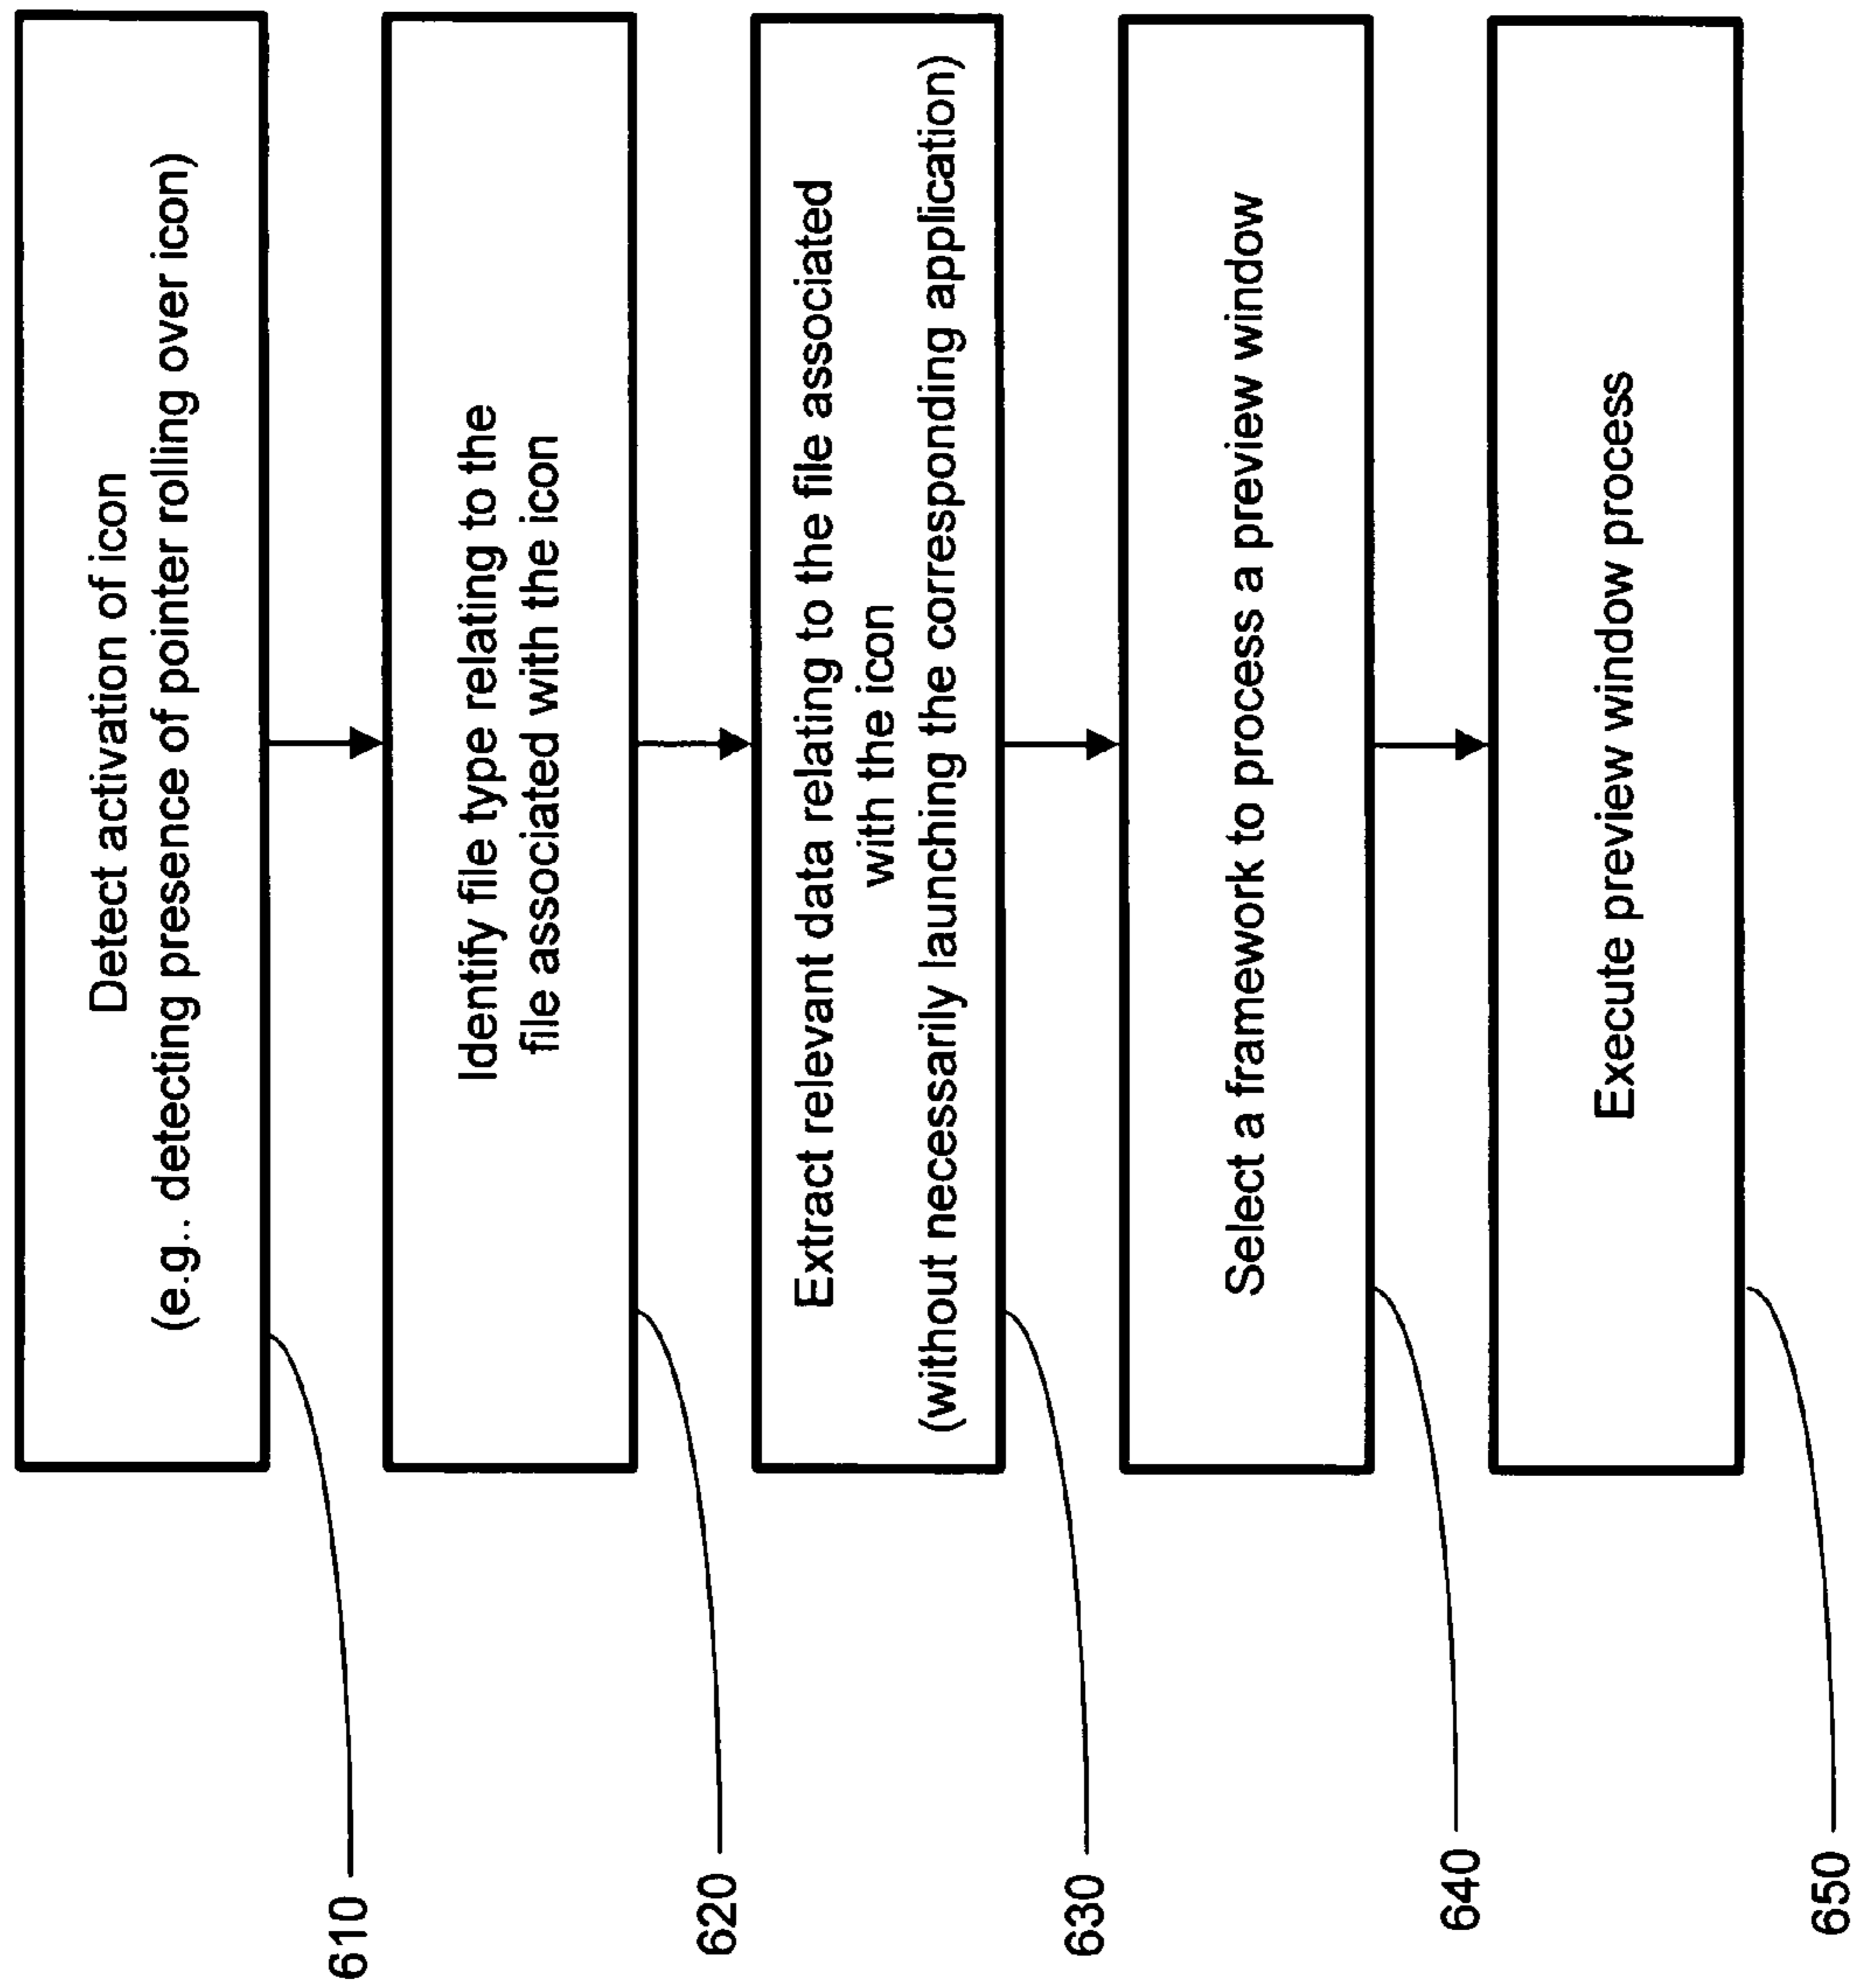 Detect activation of icon
(e.g.. detecting presence of pointer rolling over icon)
610
Identify file type relating to the
file associated with the icon
620
Extract relevant data relating to the file associated
with the icon
(without necessarily launching the corresponding application)
630
Select a framework to process a preview window
640
Execute preview window process
650